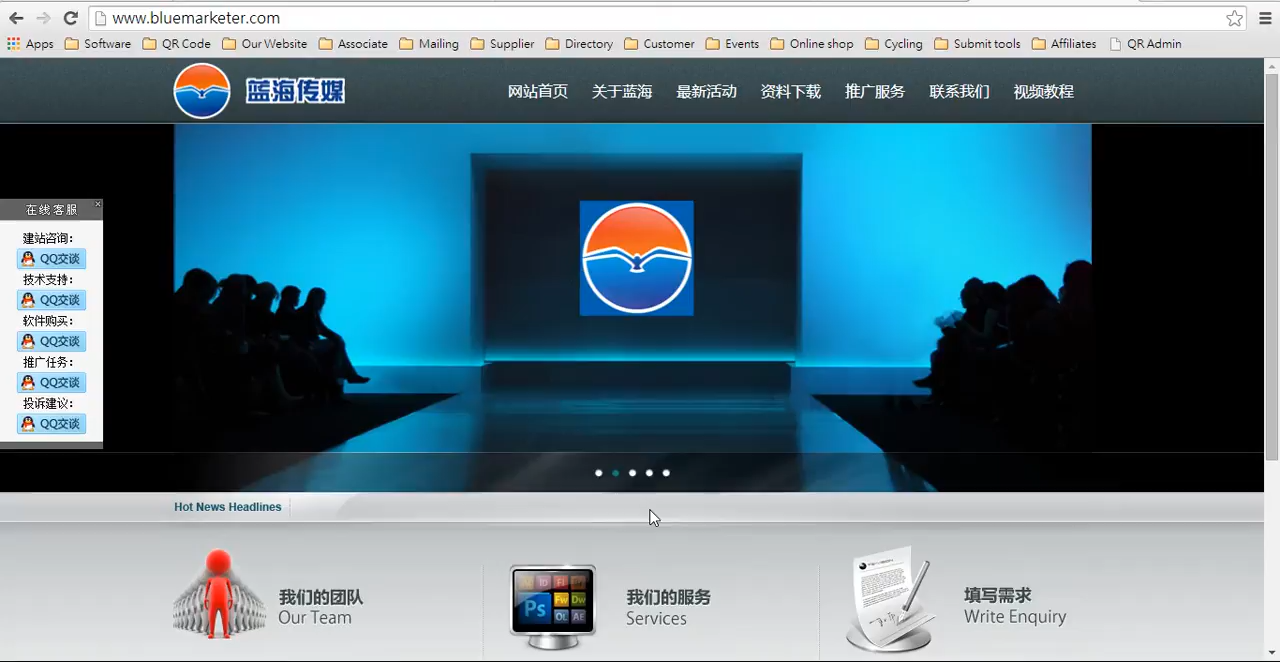 www.bluemarketer.com
Apps Software QR Code Our Website Associate Mailing Supplier Directory Customer Events Online shop Cycling Submit tools Affiliates QR Admin
蓝海传媒
网站首页 关于蓝海 最新活动 资料下载 推广服务 联系我们 视频教程
在线客服
建站咨询:
QQ交谈
技术支持:
QQ交谈
软件购买:
QQ交谈
推广任务:
QQ交谈
投诉建议:
QQ交谈
Hot News Headlines
我们的团队
Our Team
Ps Fw Dw
我们的服务
Services
填写需求
Write Enquiry